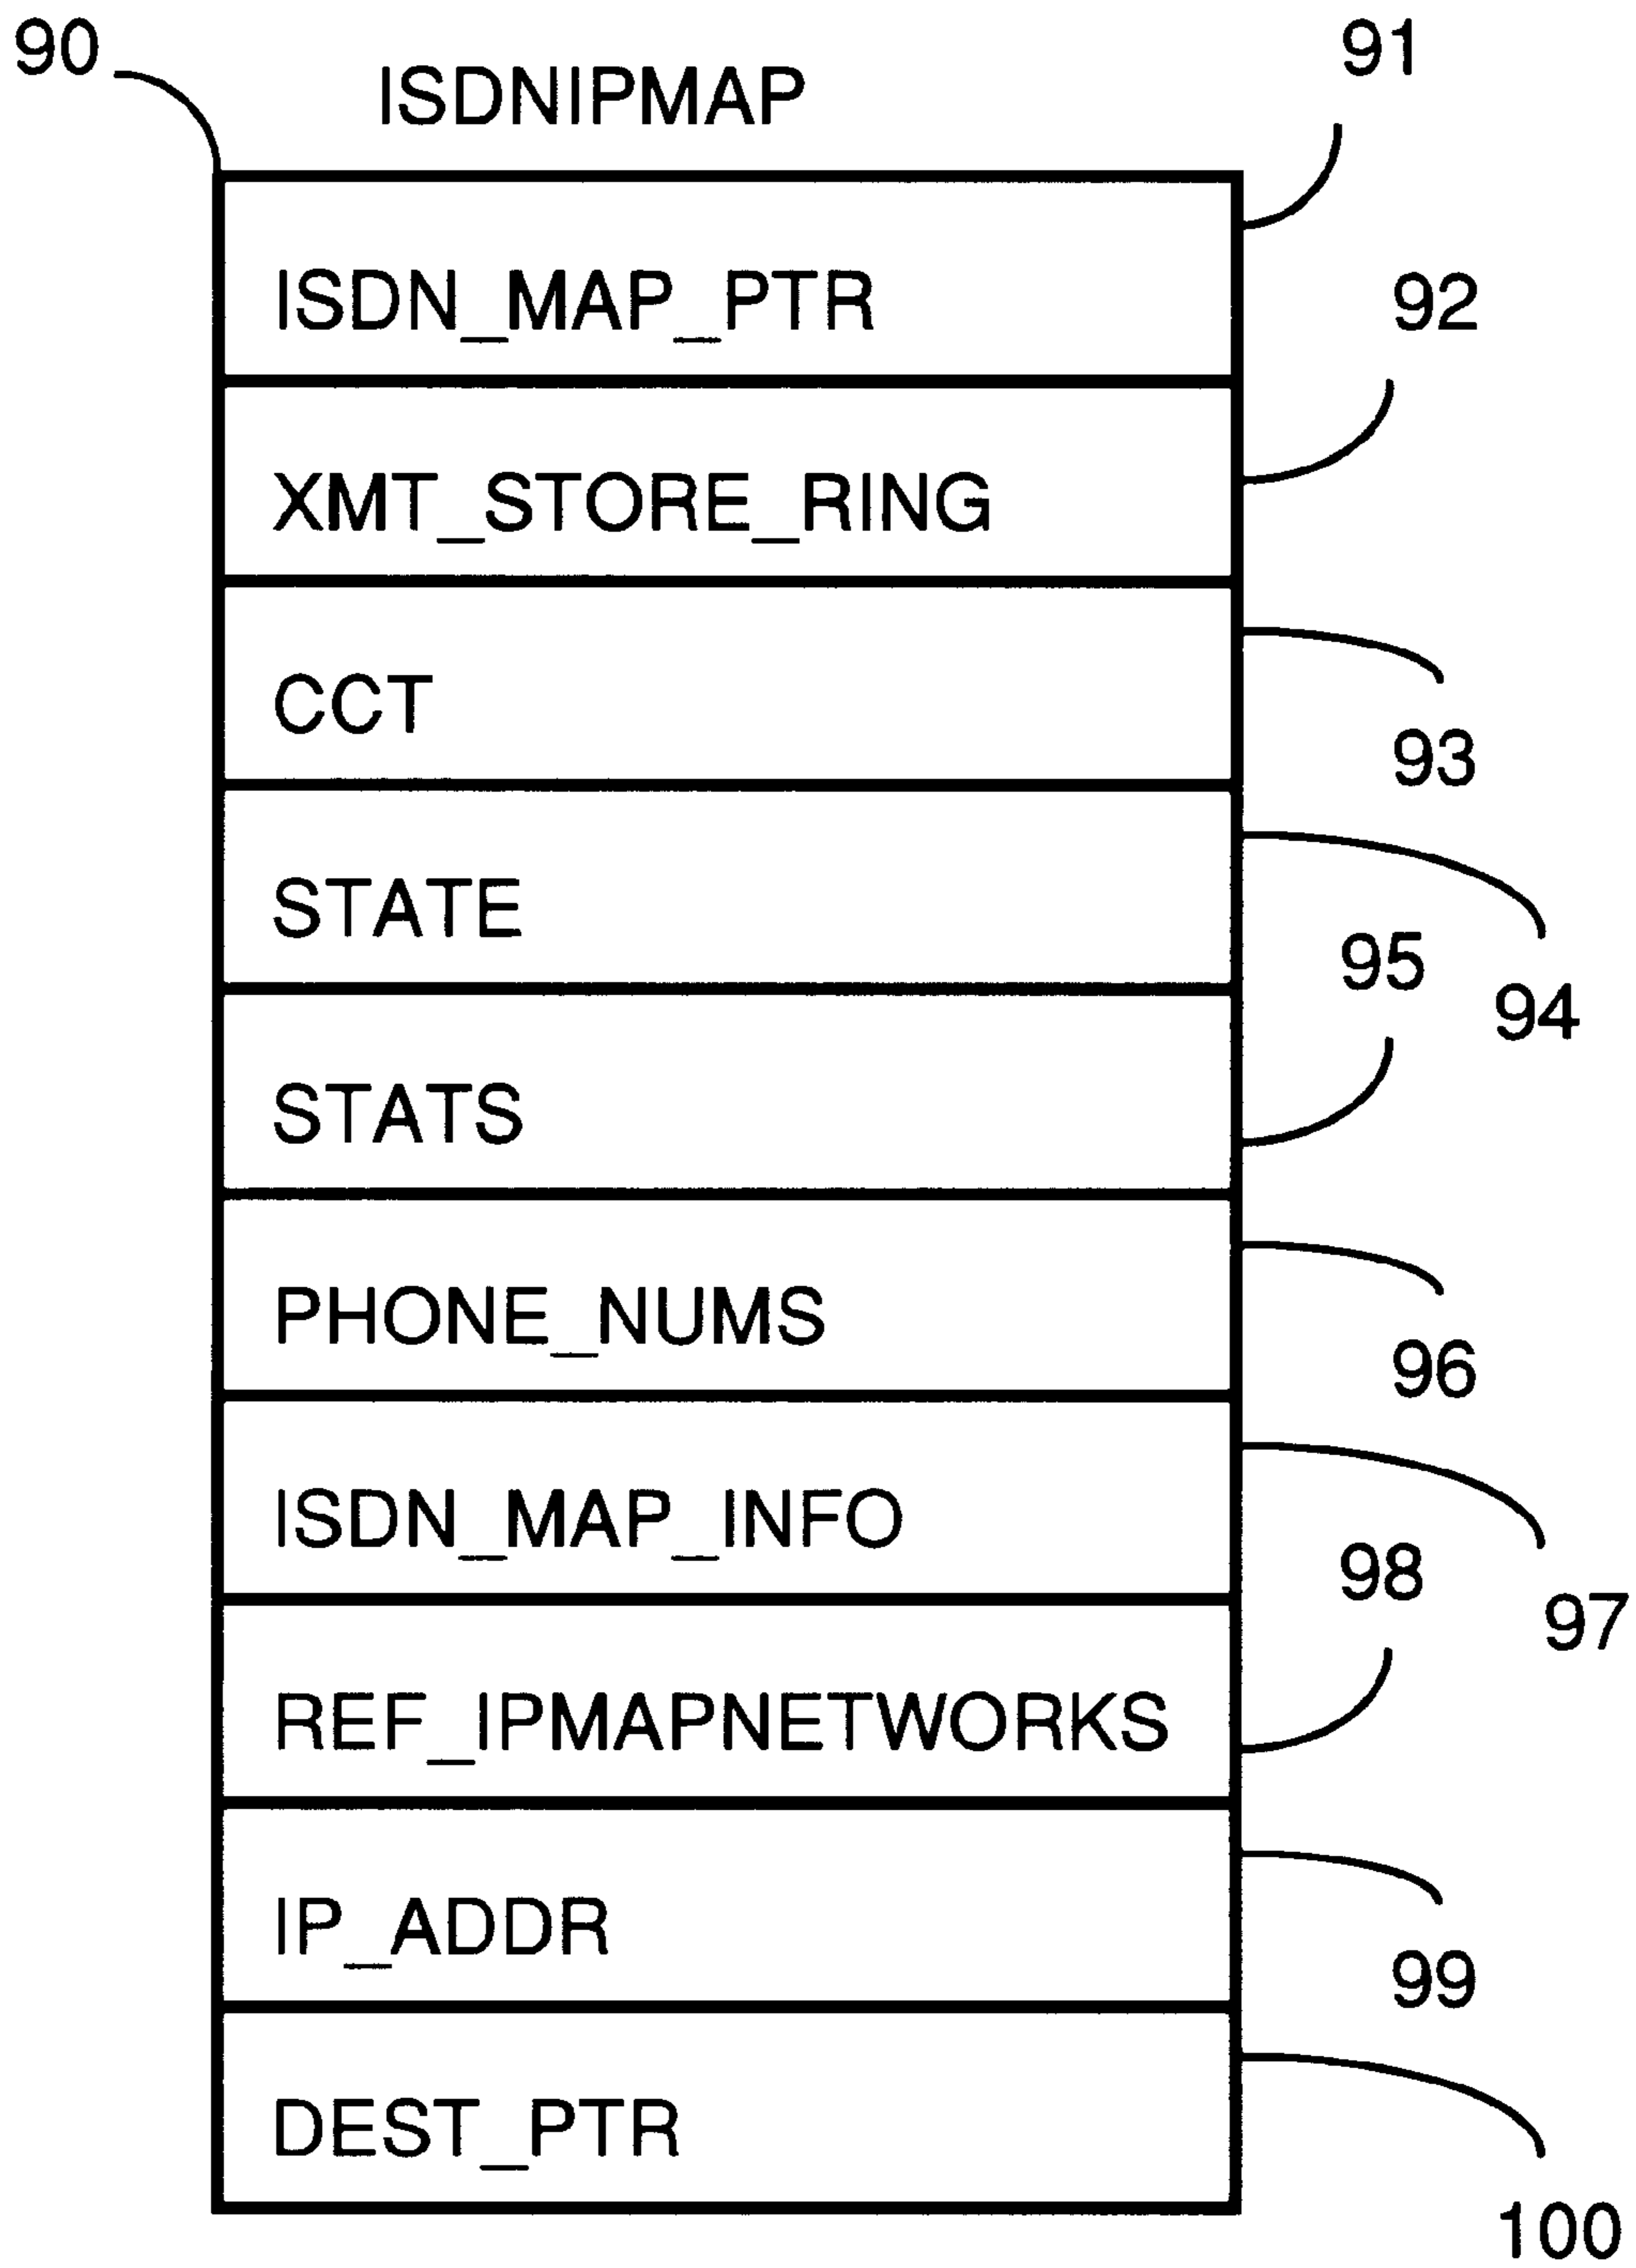 90
ISDNIPMAP
91
ISDN_MAP_PTR
92
XMT_STORE_RING
CCT
93
STATE
95
94
STATS
PHONE_NUMS
96
ISDN_MAP_INFO
98
97
REF_IPMAPNETWORKS
IP_ADDR
99
DEST_PTR
100